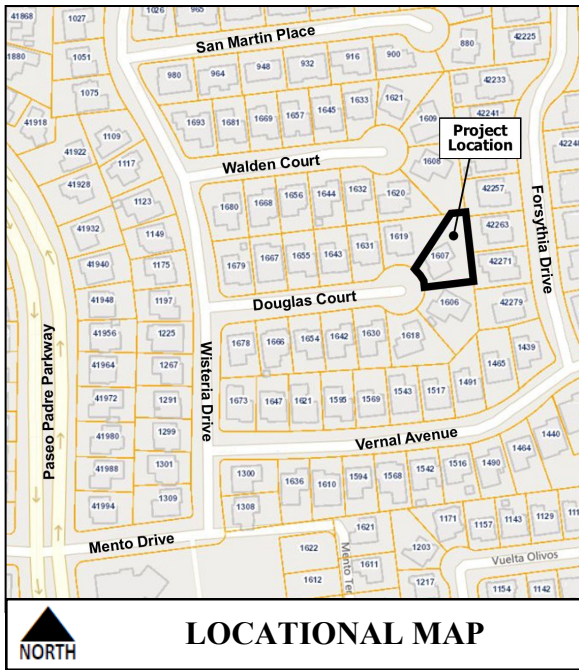 41868 1027 1026 965 42225
San Martin Place
880
1880 1051 980 964 948 932 916 900
42233
1075
1693 1681 1669 1657 1645 1633 1621
41918 1609 42241
1109 Project
Location
42240
41922 1117 Walden Court 1608
41928
1123 1680 1668 1656 1644 1632 1620 42257
Forsythia Drive
41932 1149 42263
1619
41940 1175 1679 1667 1655 1643 1631 1607 42271
41948 1197 Douglas Court 1606 42279
41956 1225 1678 1666 1654 1642 1630 1618
Paseo Padre Parkway
Wisteria Drive
41964 1267 1465 1439
41972 1291 1673 1647 1621 1595 1569 1543 1517 1491
41980 1299 Vernal Avenue 1440
41988 1301 1300 1636 1610 1594 1568 1542 1516 1490 1464
41994 1309 1308
Mento Drive 1621 1171 1157 1143 1129
1622 1611 1203 Vuelta Olivos
1612 1217 1154 1142
NORTH
LOCATIONAL MAP